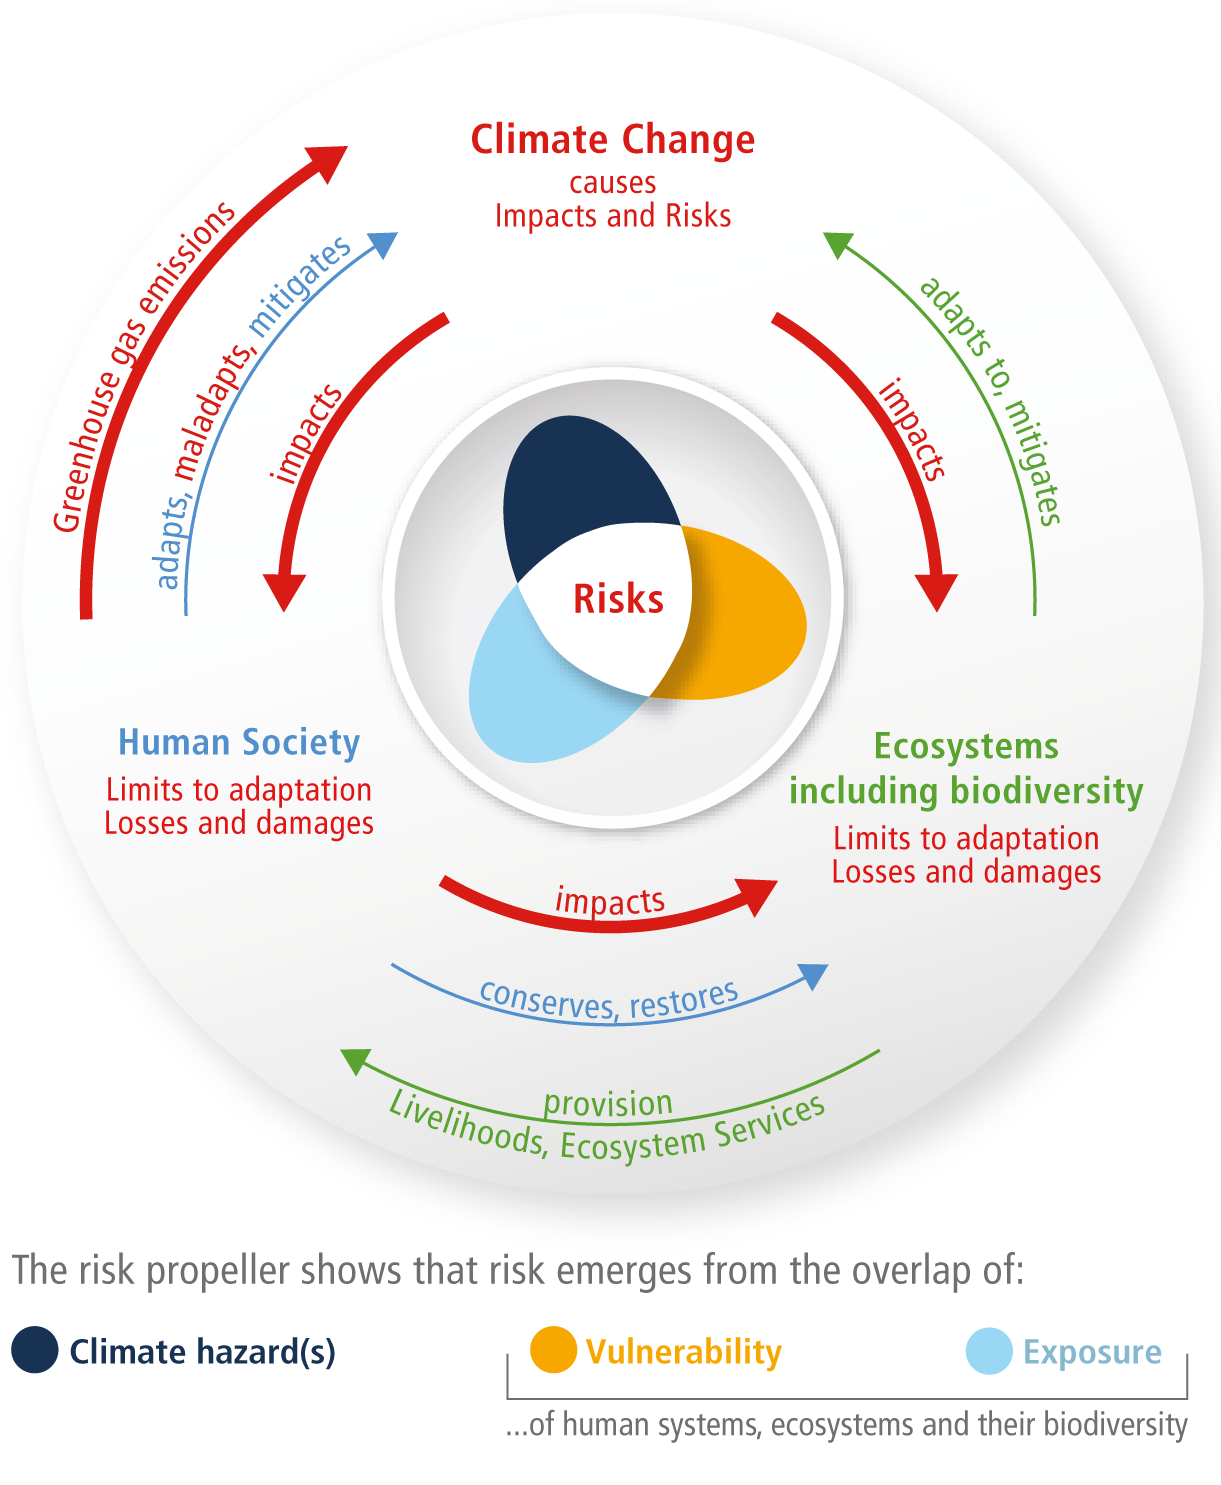 Climate Change
causes
Impacts and Risks
Greenhouse gas emissions
adapts, maladapts, mitigates
impacts
impacts
adapts to, mitigates
Risks
Human Society
Limits to adaptation
Losses and damages
Ecosystems
including biodiversity
Limits to adaptation
Losses and damages
impacts
conserves, restores
provision
Livelihoods, Ecosystem Services
The risk propeller shows that risk emerges from the overlap of:
Climate hazard(s)
Vulnerability
Exposure
...of human systems, ecosystems and their biodiversity